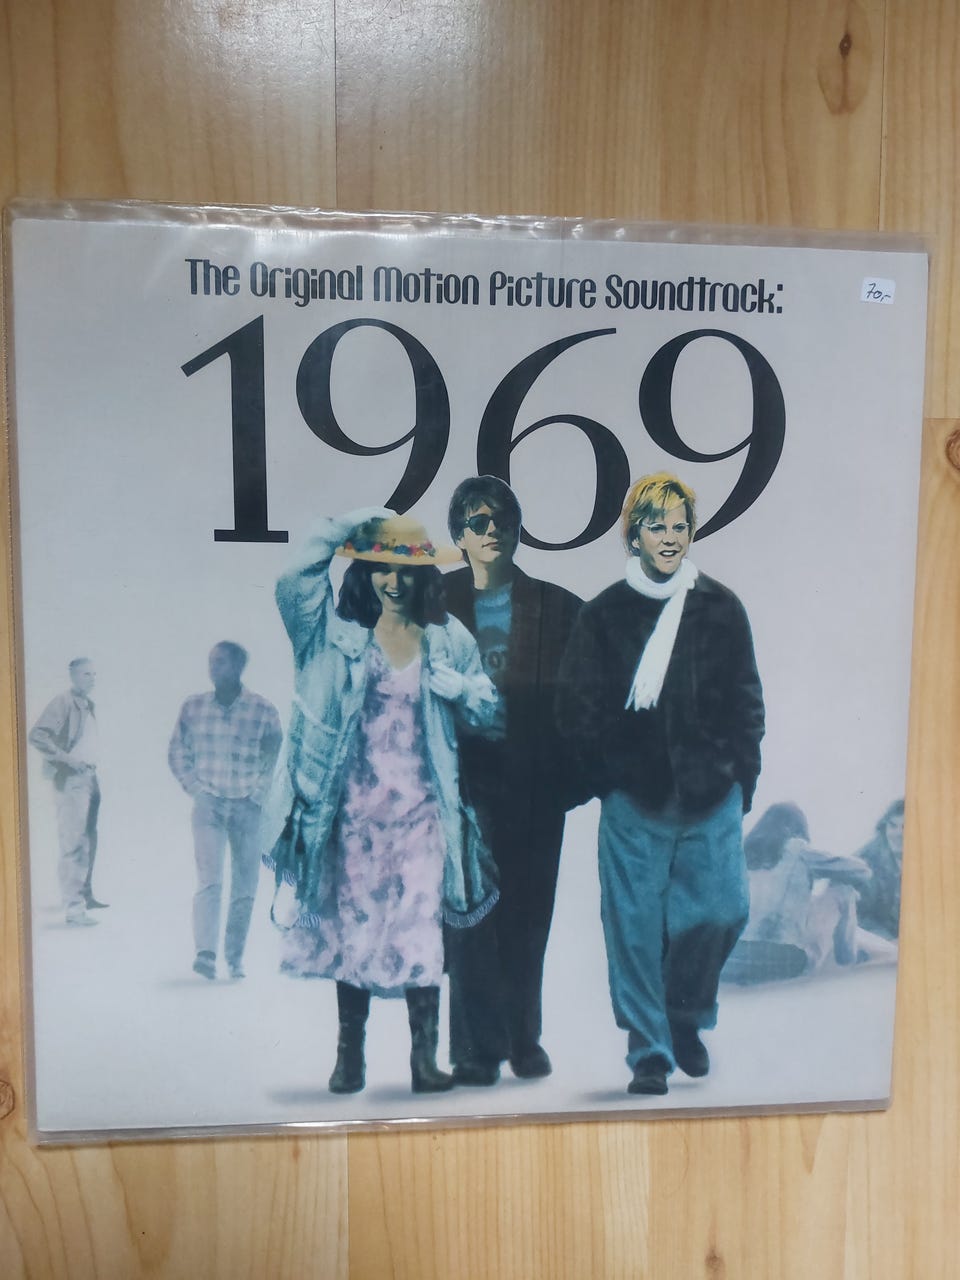 The Original Motion Picture Soundtrack:
70,-
1969